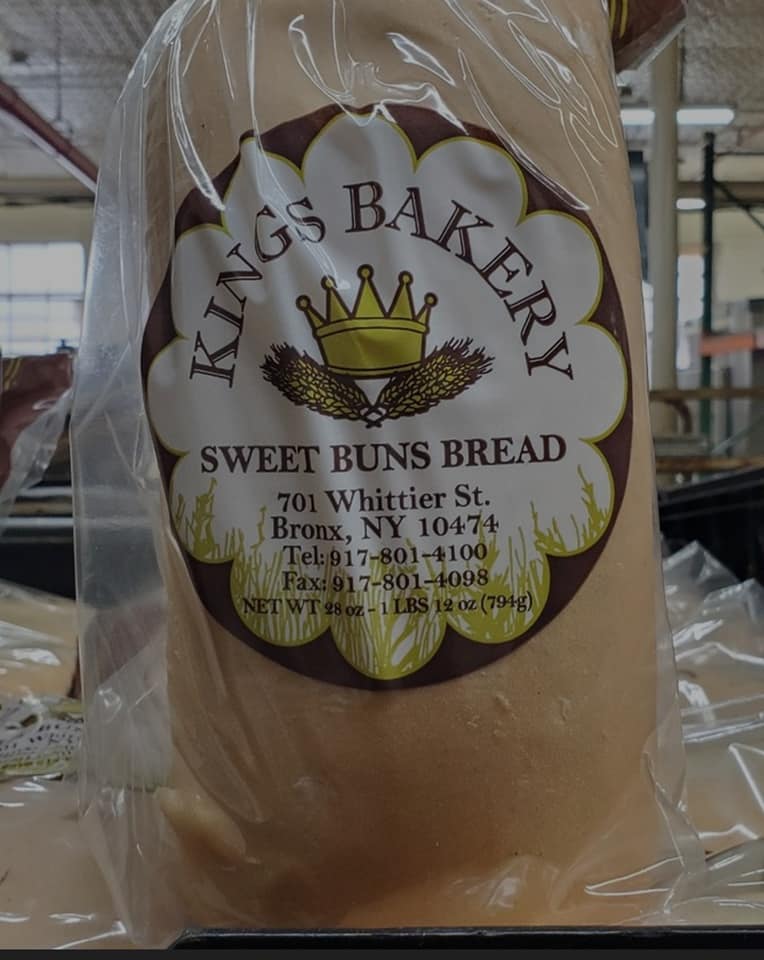 KINGS BAKERY
SWEET BUNS BREAD
701 Whittier St.
Bronx, NY 10474
Tel: 917-801-4100
Fax: 917-801-4098
NET WT 28 oz - 1 LBS 12 oz (794g)